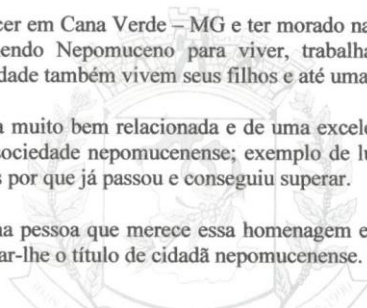 cer em Cana Verde – MG e ter morado na
endo Nepomuceno para viver, trabalha
dade também vivem seus filhos e até uma
a muito bem relacionada e de uma excele
sociedade nepomucenense; exemplo de lu
s por que já passou e conseguiu superar.
na pessoa que merece essa homenagem e
ar-lhe o título de cidadã nepomucenense.